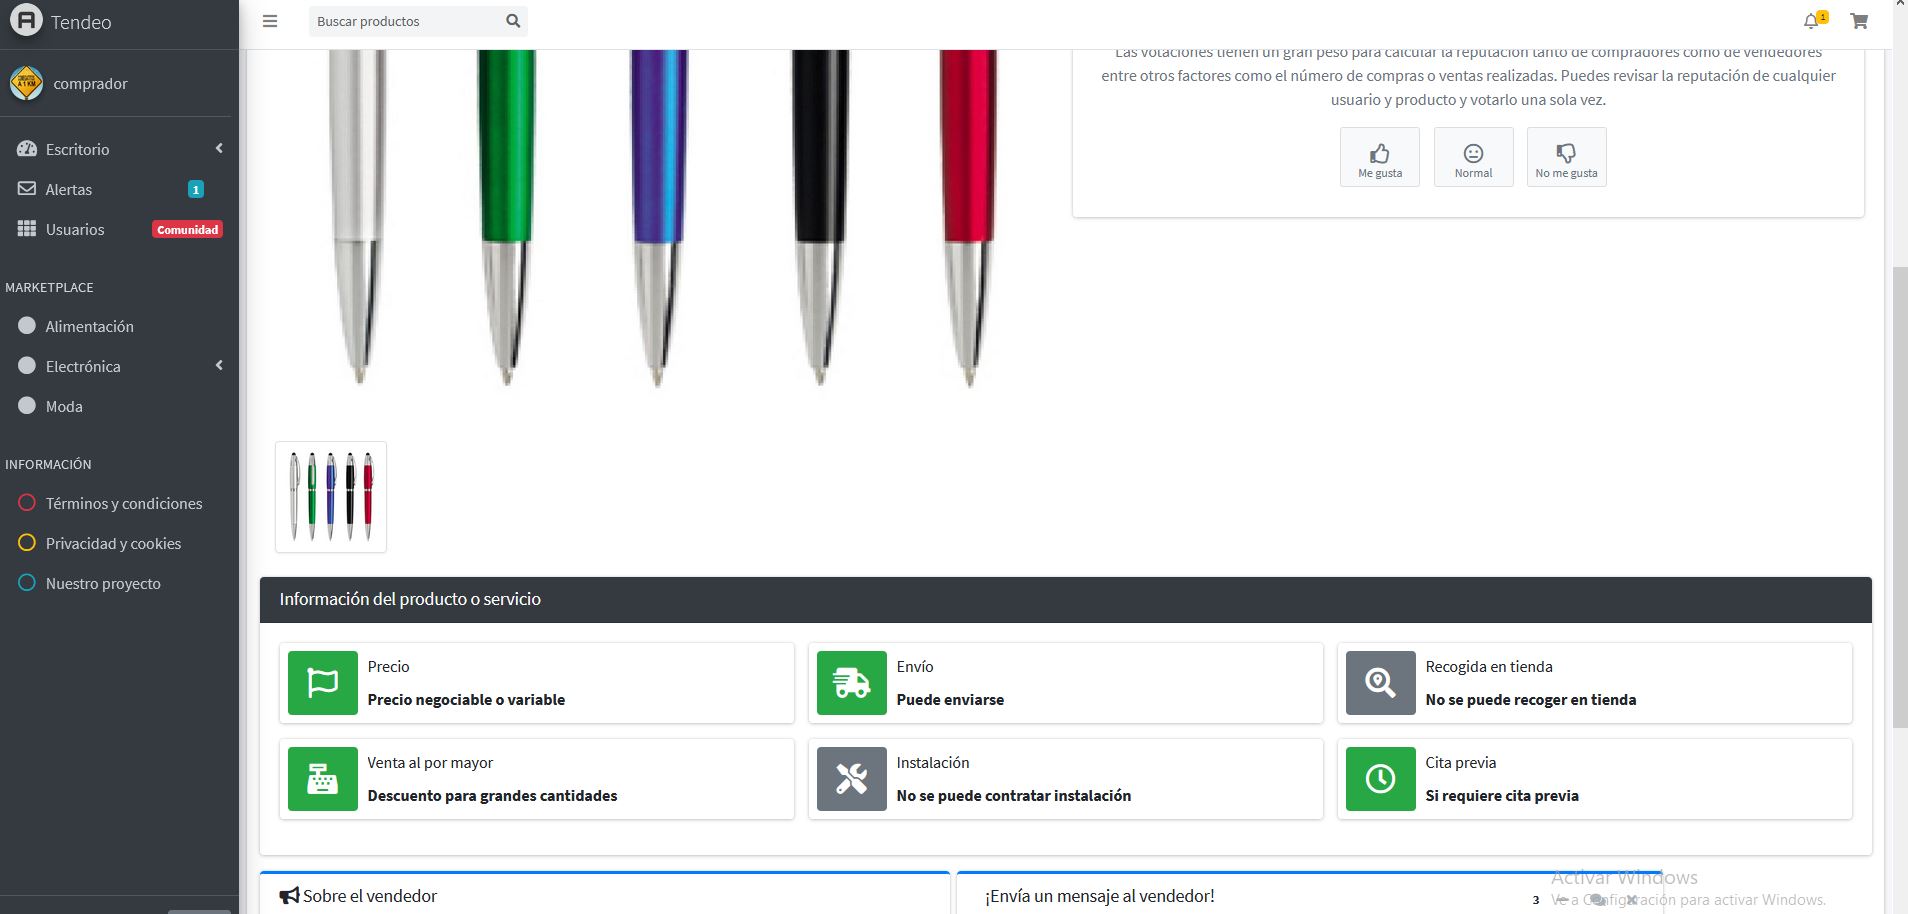 Tendeo
Buscar productos
1
comprador
Escritorio
Alertas
1
Usuarios
Comunidad
MARKETPLACE
Alimentación
Electrónica
Moda
INFORMACIÓN
Términos y condiciones
Privacidad y cookies
Nuestro proyecto
Las votaciones tienen un gran peso para calcular la reputación tanto de compradores como de vendedores
entre otros factores como el número de compras o ventas realizadas. Puedes revisar la reputación de cualquier
usuario y producto y votarlo una sola vez.
Me gusta
Normal
No me gusta
Información del producto o servicio
Precio
Precio negociable o variable
Envío
Puede enviarse
Recogida en tienda
No se puede recoger en tienda
Venta al por mayor
Descuento para grandes cantidades
Instalación
No se puede contratar instalación
Cita previa
Si requiere cita previa
Sobre el vendedor
¡Envía un mensaje al vendedor!
3
Activar Windows
Ve a Configuración para activar Windows.